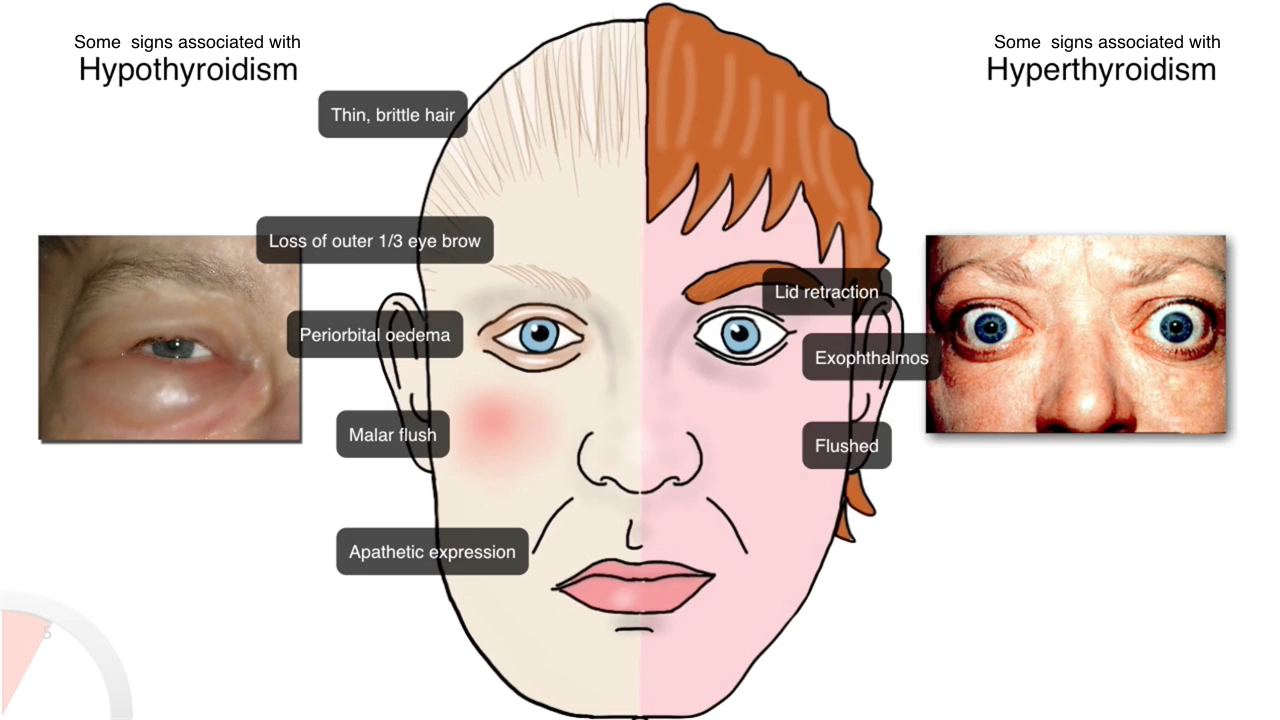 Some signs associated with
Hypothyroidism
Some signs associated with
Hyperthyroidism
Thin, brittle hair
Loss of outer 1/3 eye brow
Periorbital oedema
Malar flush
Apathetic expression
Lid retraction
Exophthalmos
Flushed
5